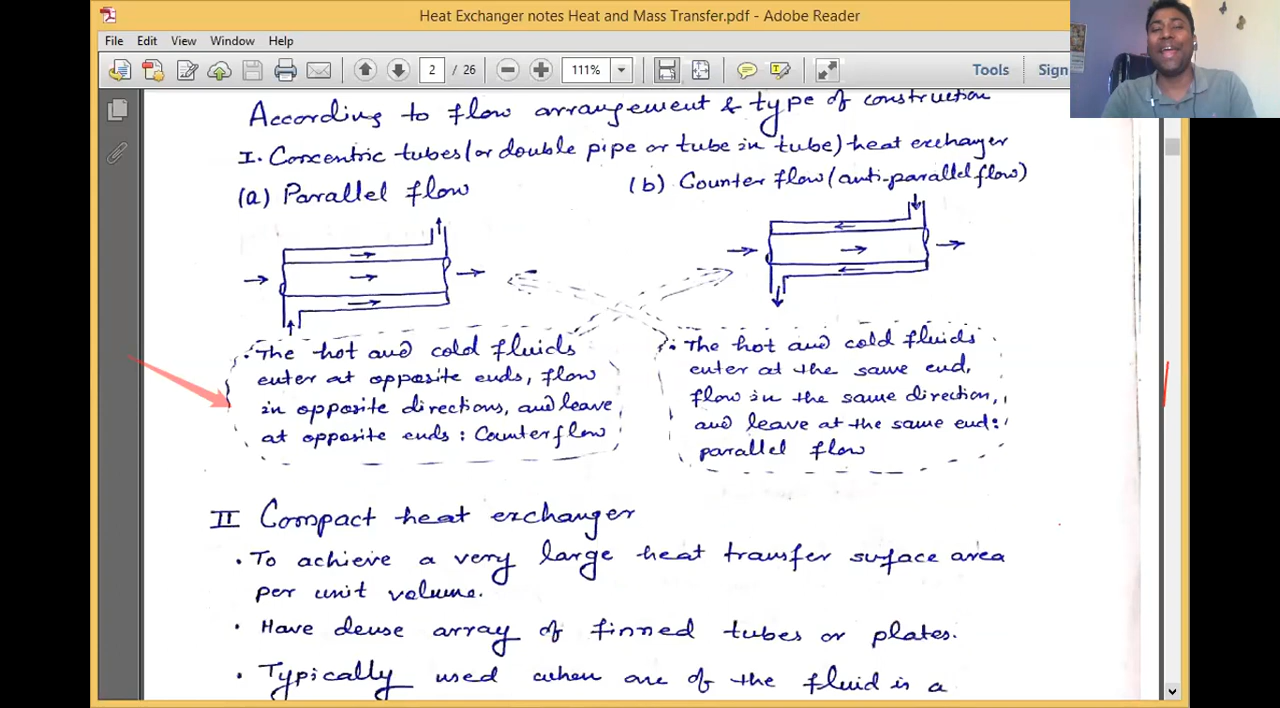 Heat Exchanger notes Heat and Mass Transfer.pdf - Adobe Reader
File Edit View Window Help
2 / 26 111% Tools Sign
According to flow arrangement & type of construction
I. Concentric tubes (or double pipe or tube in tube) heat exchanger
(a) Parallel flow
(b) Counter flow (anti-parallel flow)
• The hot and cold fluids
enter at opposite ends, flow
in opposite directions, and leave
at opposite ends : Counterflow
• The hot and cold fluids
enter at the same end,
flow in the same direction,
and leave at the same end:
parallel flow
II Compact heat exchanger
• To achieve a very large heat transfer surface area
per unit volume.
• Have dense array of finned tubes or plates.
• Typically used when one of the fluid is a